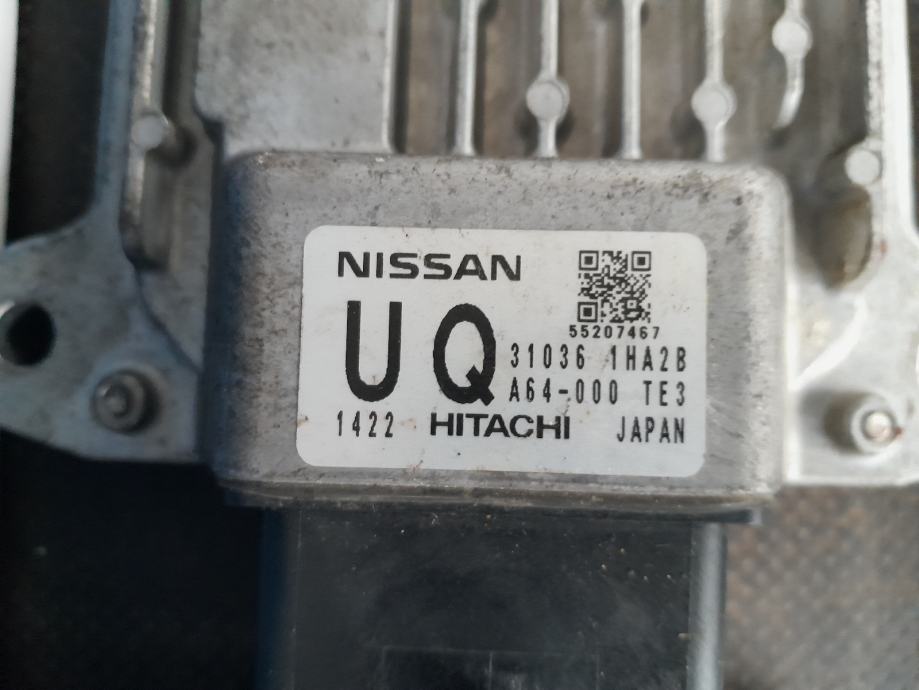 NISSAN
55207467
UQ
31036 1HA2B
A64-000 TE3
1422 HITACHI JAPAN